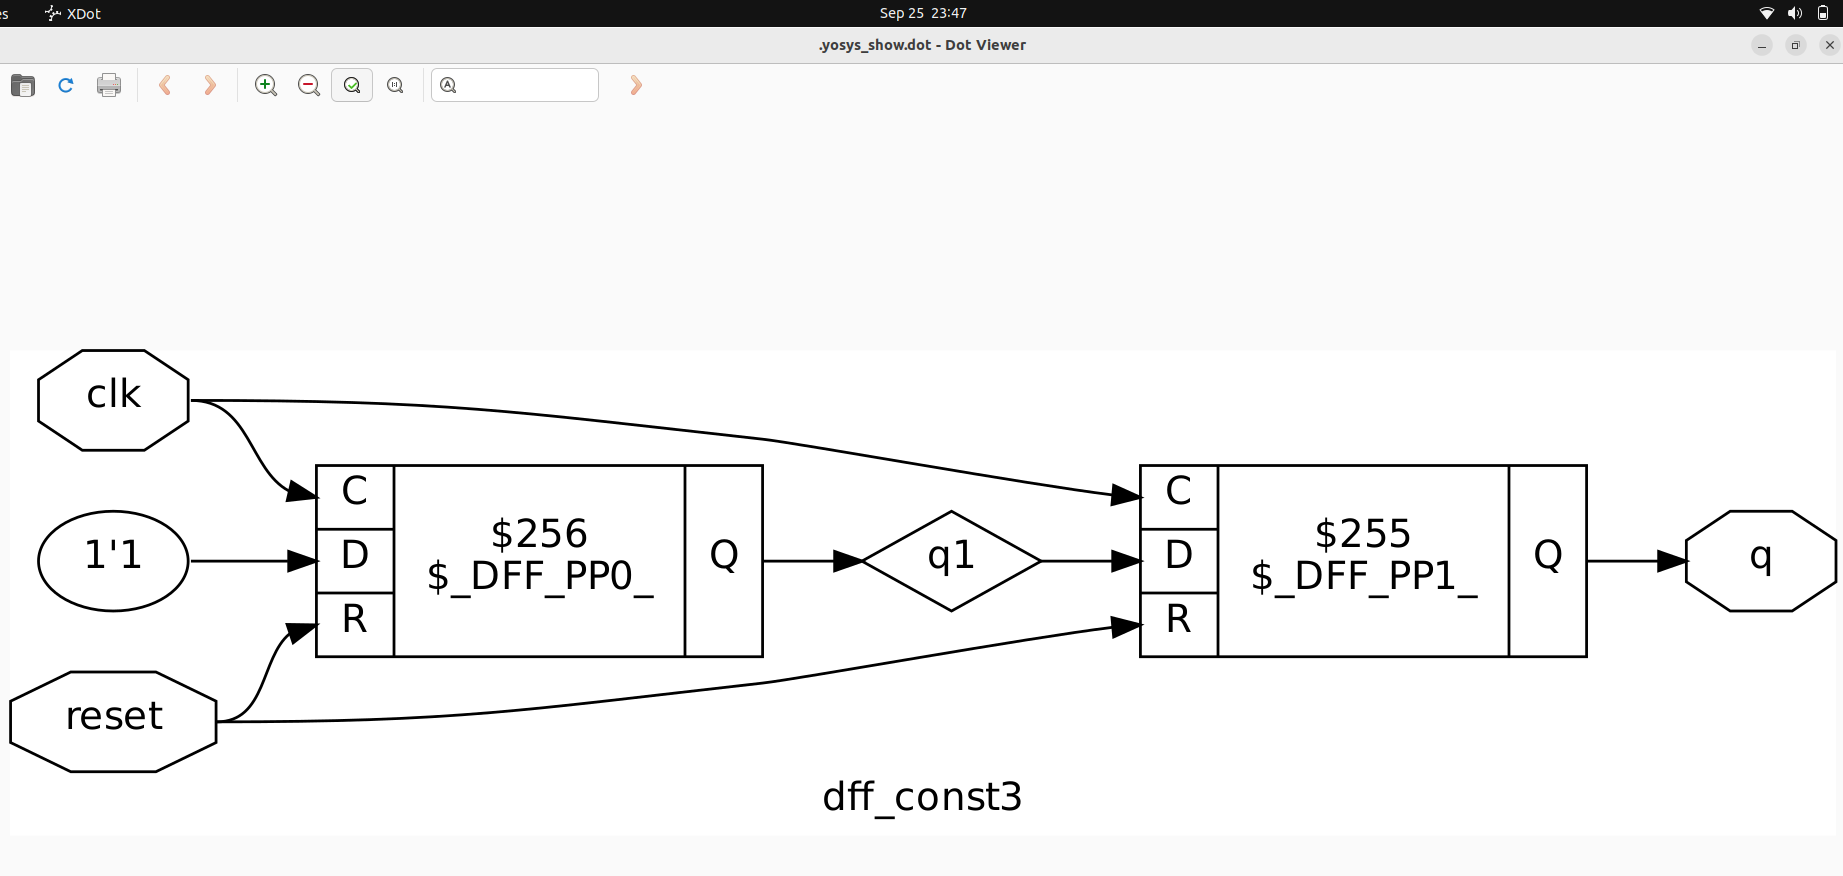 es XDot Sep 25 23:47
.yosys_show.dot - Dot Viewer
clk
1'1
reset
C
D
R
$256
$_DFF_PP0_
Q
q1
C
D
R
$255
$_DFF_PP1_
Q
q
dff_const3